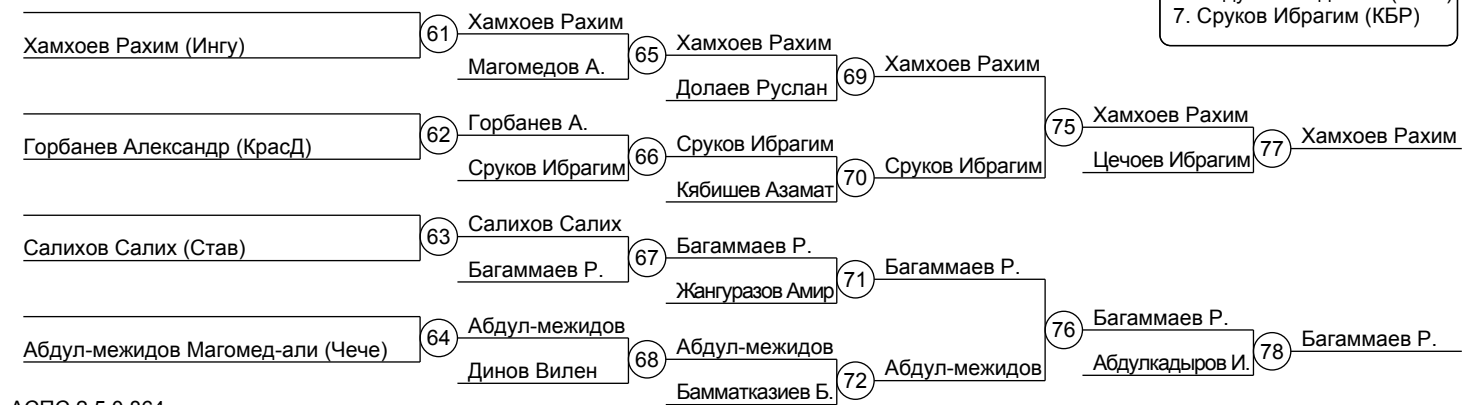 7. Сруков Ибрагим (КБР)
Хамхоев Рахим (Ингу)
61
Хамхоев Рахим
Магомедов А.
65
Хамхоев Рахим
Долаев Руслан
69
Хамхоев Рахим
Горбанев Александр (КрасД)
62
Горбанев А.
Сруков Ибрагим
66
Сруков Ибрагим
Кябишев Азамат
70
Сруков Ибрагим
75
Хамхоев Рахим
Цечоев Ибрагим
77
Хамхоев Рахим
Салихов Салих (Став)
63
Салихов Салих
Багаммаев Р.
67
Багаммаев Р.
Жангуразов Амир
71
Багаммаев Р.
Абдул-межидов Магомед-али (Чече)
64
Абдул-межидов
Динов Вилен
68
Абдул-межидов
Бамматказиев Б.
72
Абдул-межидов
76
Багаммаев Р.
Абдулкадыров И.
78
Багаммаев Р.